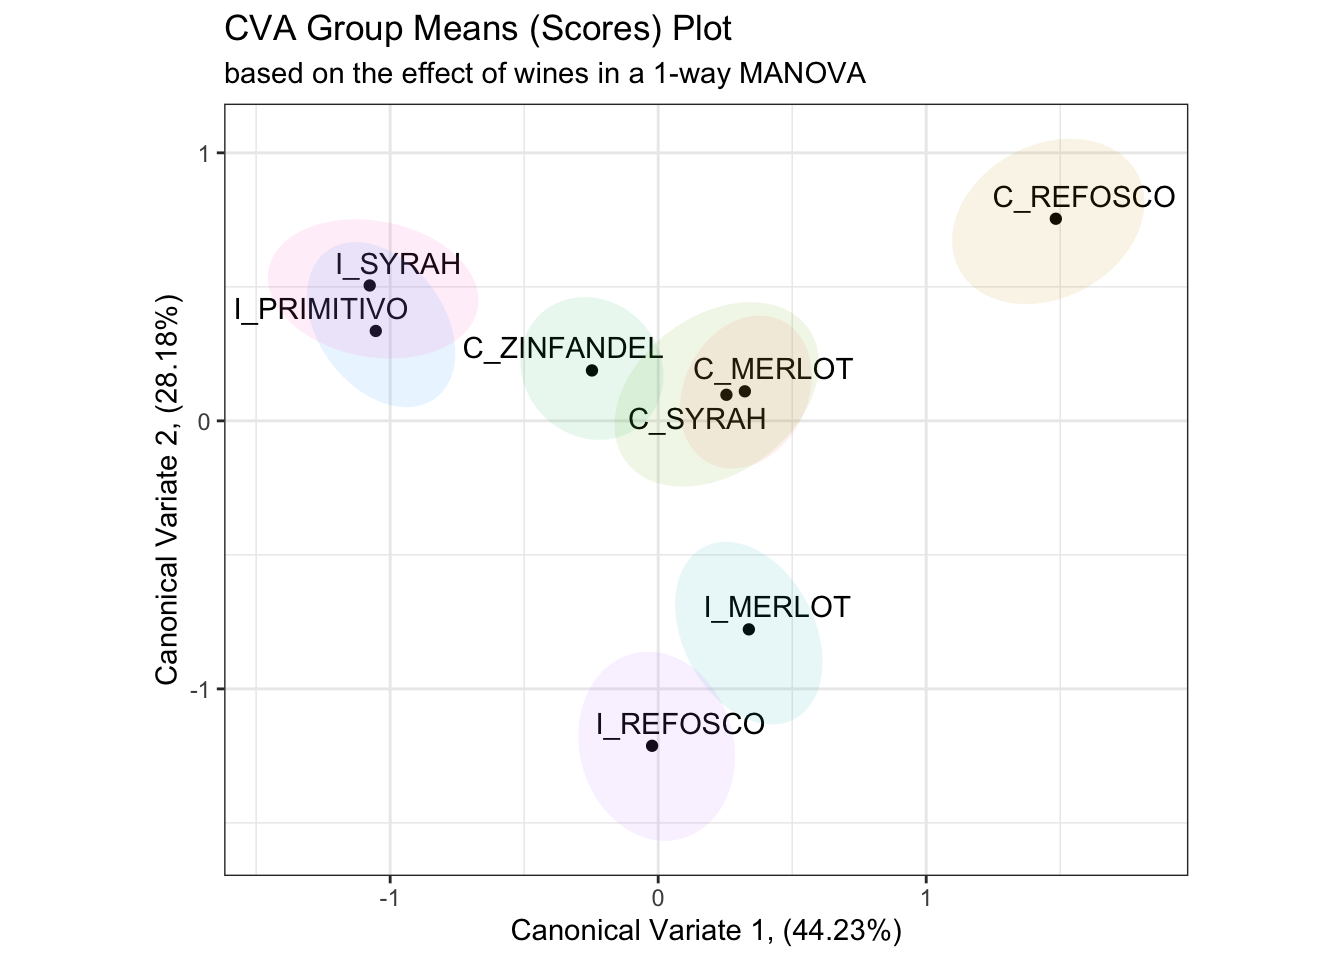 CVA Group Means (Scores) Plot
based on the effect of wines in a 1-way MANOVA
1
C_REFOSCO
I_SYRAH
I_PRIMITIVO
C_ZINFANDEL
C_MERLOT
0
C_SYRAH
I_MERLOT
-1
I_REFOSCO
Canonical Variate 2, (28.18%)
-1
0
1
Canonical Variate 1, (44.23%)